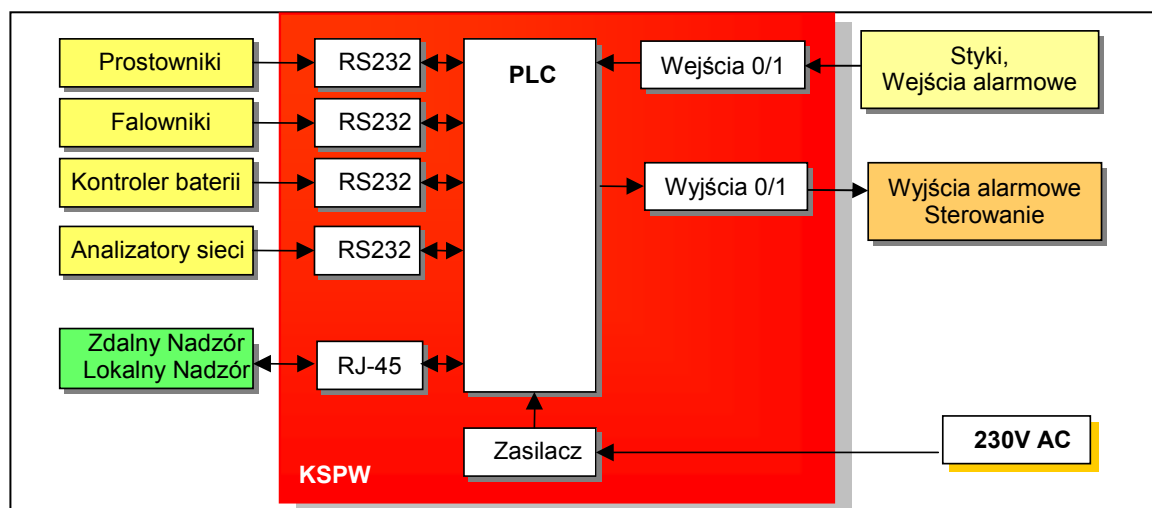 Prostowniki
RS232
PLC
Wejścia 0/1
Styki,
Wejścia alarmowe
Falowniki
RS232
Kontroler baterii
RS232
Wyjścia 0/1
Wyjścia alarmowe
Sterowanie
Analizatory sieci
RS232
Zdalny Nadzór
Lokalny Nadzór
RJ-45
Zasilacz
230V AC
KSPW